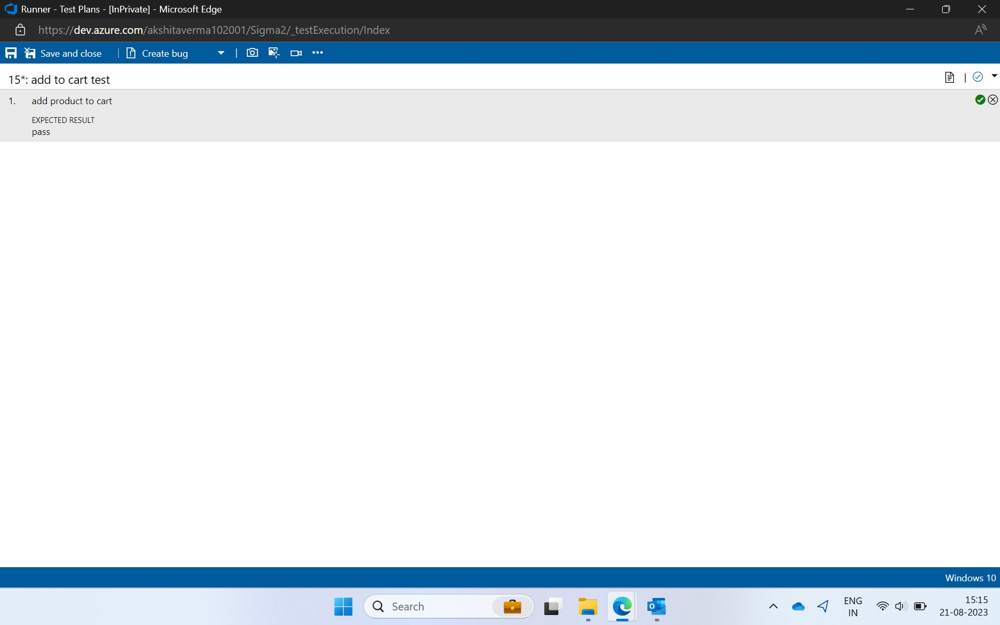 Runner - Test Plans - [InPrivate] - Microsoft Edge
https://dev.azure.com/akshitaverma102001/Sigma2/_testExecution/Index
Save and close
Create bug
15*: add to cart test
1. add product to cart
EXPECTED RESULT
pass
Windows 10
Search
ENG
IN
15:15
21-08-2023